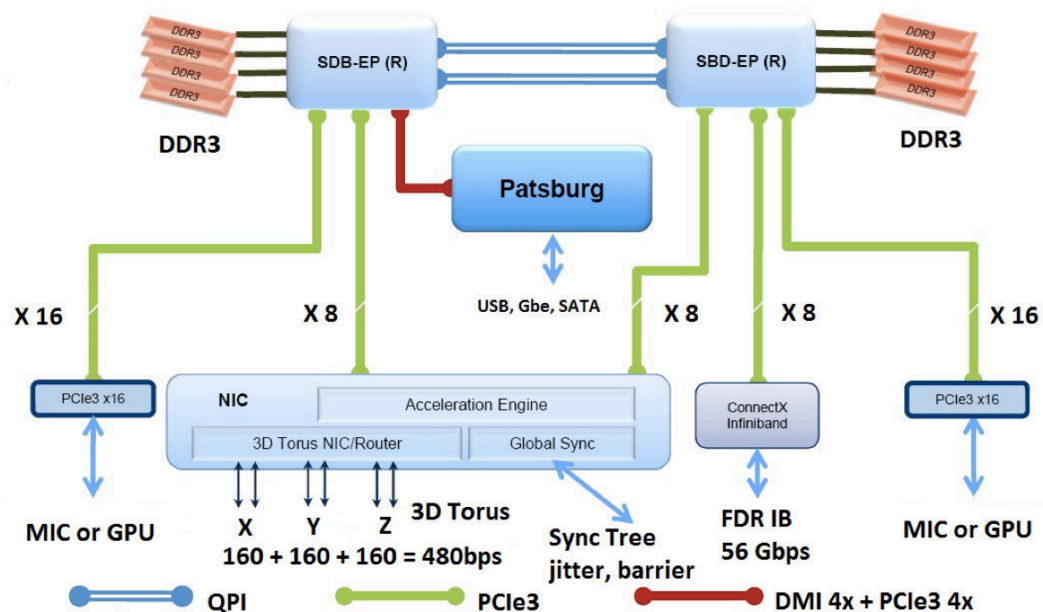 DDR3
DDR3
DDR3
DDR3
SDB-EP (R)
SBD-EP (R)
DDR3
DDR3
DDR3
DDR3
DDR3
DDR3
Patsburg
USB, Gbe, SATA
X 16
X 8
X 8
X 8
X 16
PCIe3 x16
NIC
Acceleration Engine
3D Torus NIC/Router
Global Sync
ConnectX
Infiniband
PCIe3 x16
MIC or GPU
X
Y
Z
3D Torus
160 + 160 + 160 = 480bps
Sync Tree
jitter, barrier
FDR IB
56 Gbps
MIC or GPU
QPI
PCIe3
DMI 4x + PCIe3 4x